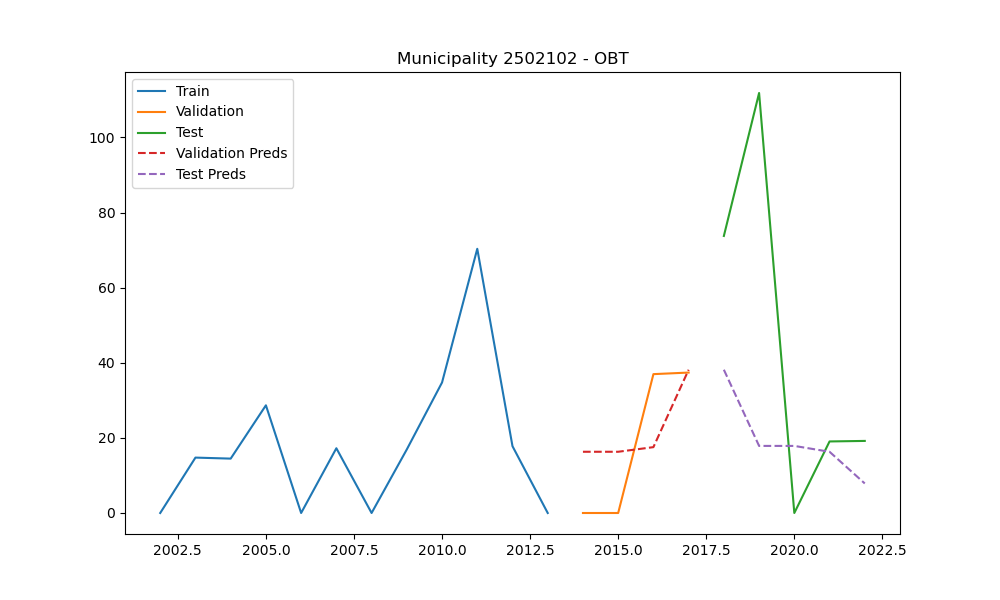 Municipality 2502102 - OBT
Train
Validation
Test
Validation Preds
Test Preds
100
80
60
40
20
0
2002.5 2005.0 2007.5 2010.0 2012.5 2015.0 2017.5 2020.0 2022.5